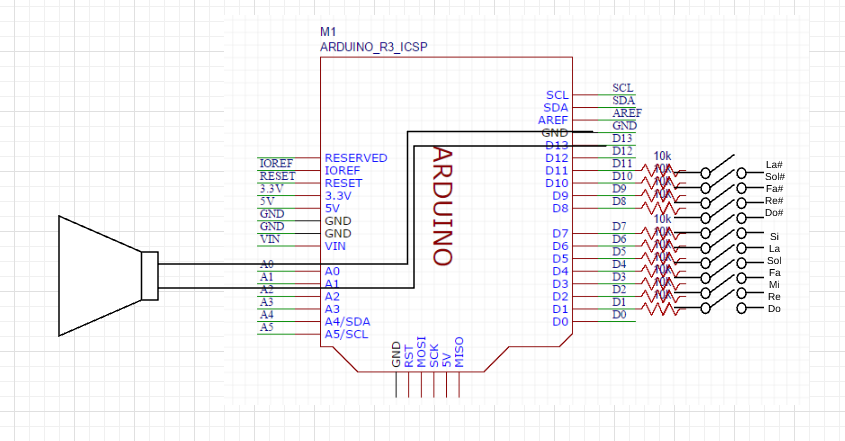 M1
ARDUINO_R3_ICSP
IOREF
RESET
3.3V
5V
GND
GND
VIN
A0
A1
A2
A3
A4
A5
RESERVED
IOREF
RESET
3.3V
5V
GND
GND
VIN
A0
A1
A2
A3
A4/SDA
A5/SCL
ARDUINO
SCL
SDA
AREF
GND
D13
D12
D11
D10
D9
D8
D7
D6
D5
D4
D3
D2
D1
D0
SCL
SDA
AREF
GND
D13
D12
D11
D10
D9
D8
D7
D6
D5
D4
D3
D2
D1
D0
10k
10k
10k
10k
10k
10k
10k
10k
10k
10k
La#
Sol#
Fa#
Re#
Do#
Si
La
Sol
Fa
Mi
Re
Do
GND
RST
MOSI
SCK
5V
MISO